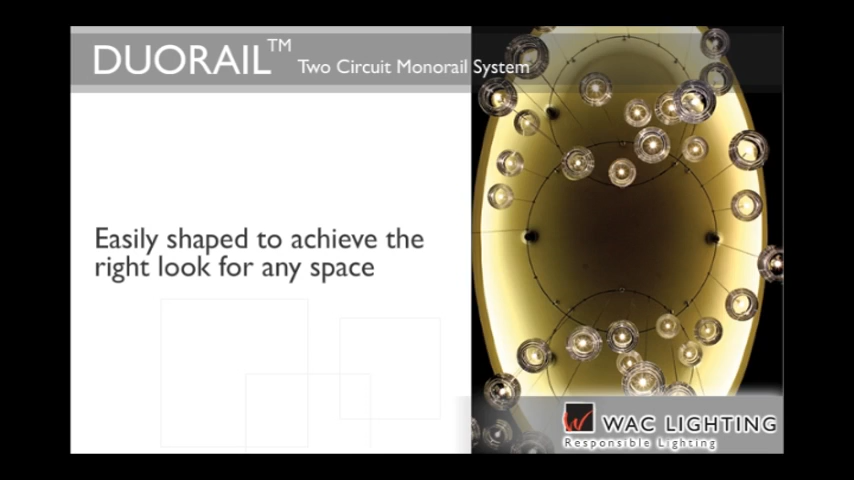 DUORAIL™ Two Circuit Monorail System
Easily shaped to achieve the
right look for any space
WAC LIGHTING
Responsible Lighting